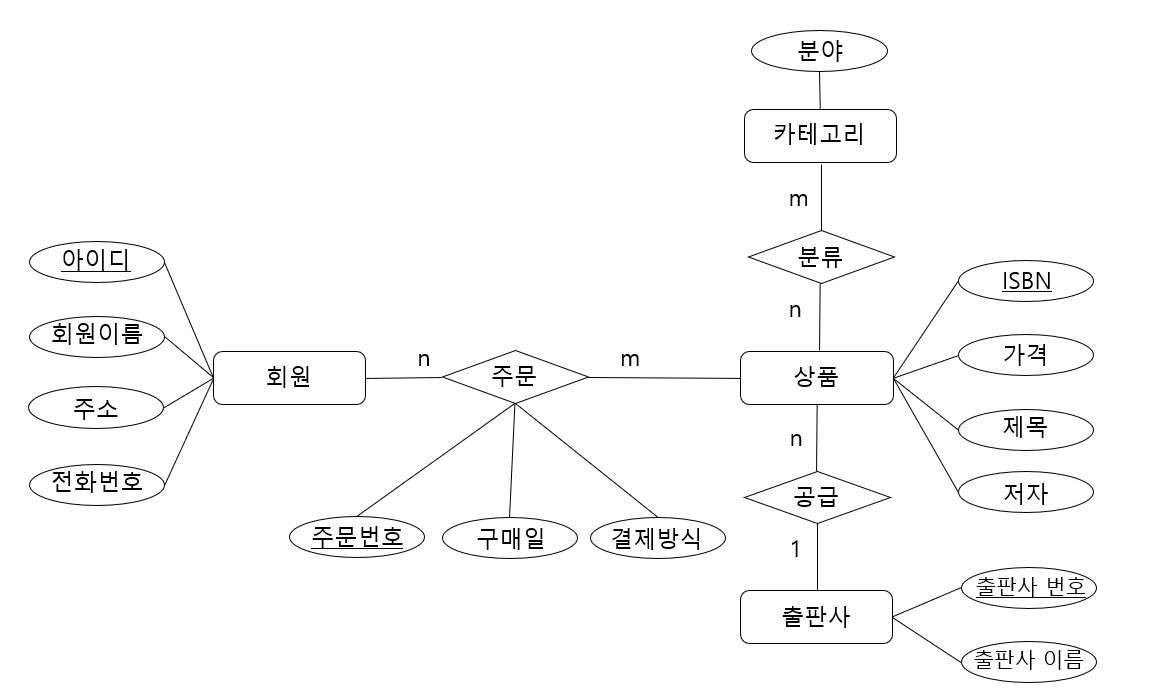 분야
카테고리
m
분류
n
아이디
회원이름
주소
전화번호
회원
n
주문
m
상품
ISBN
가격
제목
저자
주문번호
구매일
결제방식
n
공급
1
출판사
출판사 번호
출판사 이름